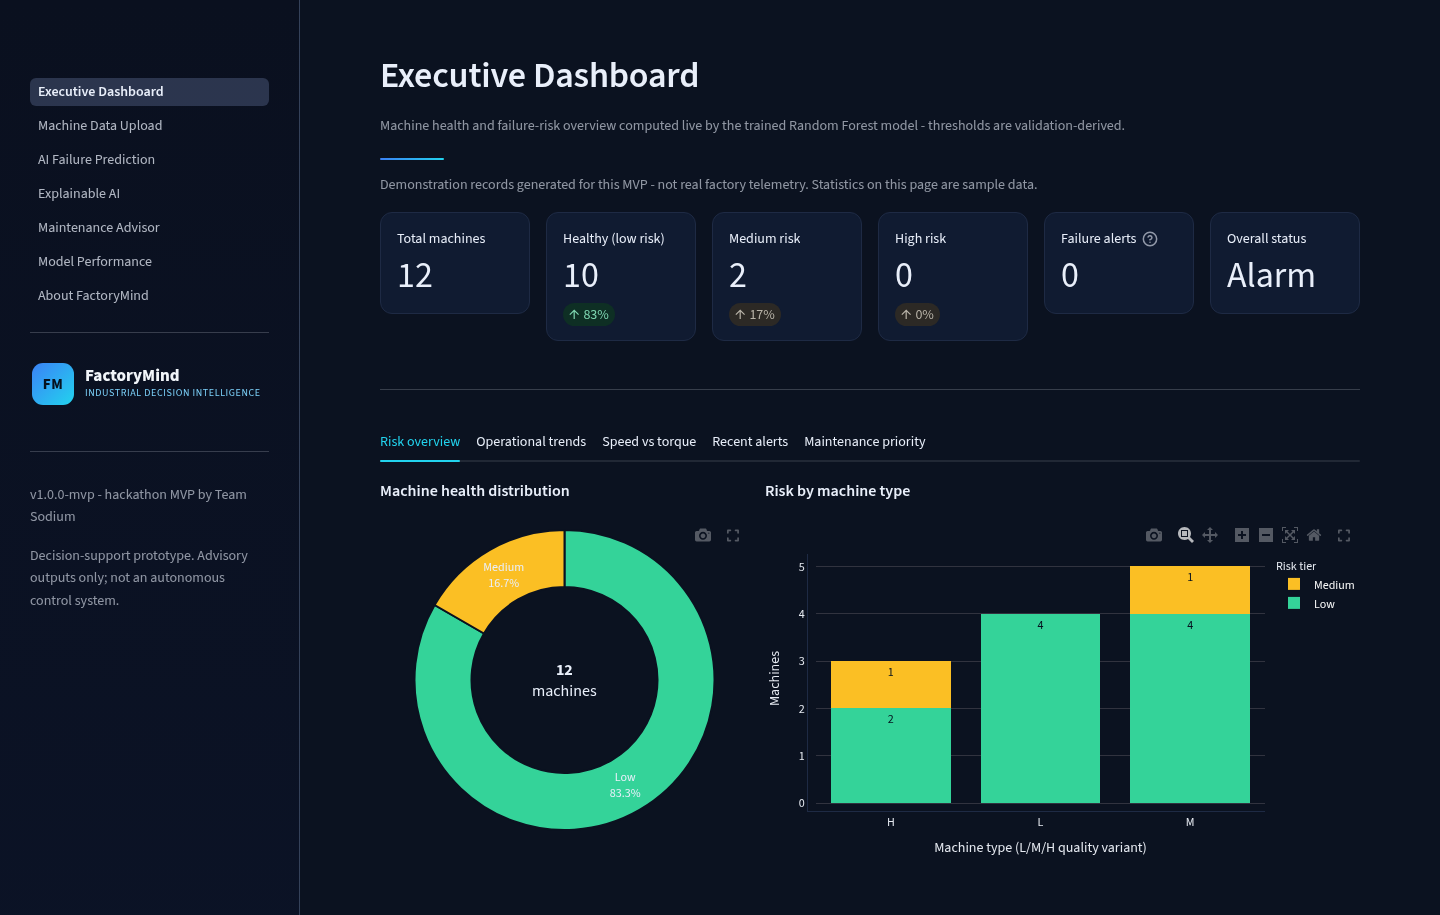 Executive Dashboard
Machine Data Upload
AI Failure Prediction
Explainable AI
Maintenance Advisor
Model Performance
About FactoryMind
FM
FactoryMind
INDUSTRIAL DECISION INTELLIGENCE
v1.0.0-mvp - hackathon MVP by Team
Sodium
Decision-support prototype. Advisory
outputs only; not an autonomous
control system.
Executive Dashboard
Machine health and failure-risk overview computed live by the trained Random Forest model - thresholds are validation-derived.
Demonstration records generated for this MVP - not real factory telemetry. Statistics on this page are sample data.
Total machines
12
Healthy (low risk)
10
↑ 83%
Medium risk
2
↑ 17%
High risk
0
↑ 0%
Failure alerts ?
0
Overall status
Alarm
Risk overview Operational trends Speed vs torque Recent alerts Maintenance priority
Machine health distribution
Medium
16.7%
12
machines
Low
83.3%
Risk by machine type
Risk tier
Medium
Low
Machines
5
4
3
2
1
0
1
2
4
1
4
H L M
Machine type (L/M/H quality variant)